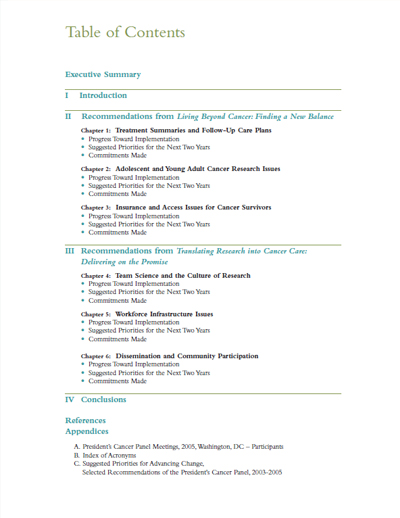 Table of Contents
Executive Summary
I Introduction
II Recommendations from Living Beyond Cancer: Finding a New Balance
Chapter 1: Treatment Summaries and Follow-Up Care Plans
• Progress Toward Implementation
• Suggested Priorities for the Next Two Years
• Commitments Made
Chapter 2: Adolescent and Young Adult Cancer Research Issues
• Progress Toward Implementation
• Suggested Priorities for the Next Two Years
• Commitments Made
Chapter 3: Insurance and Access Issues for Cancer Survivors
• Progress Toward Implementation
• Suggested Priorities for the Next Two Years
• Commitments Made
III Recommendations from Translating Research into Cancer Care:
Delivering on the Promise
Chapter 4: Team Science and the Culture of Research
• Progress Toward Implementation
• Suggested Priorities for the Next Two Years
• Commitments Made
Chapter 5: Workforce Infrastructure Issues
• Progress Toward Implementation
• Suggested Priorities for the Next Two Years
• Commitments Made
Chapter 6: Dissemination and Community Participation
• Progress Toward Implementation
• Suggested Priorities for the Next Two Years
• Commitments Made
IV Conclusions
References
Appendices
A. President's Cancer Panel Meetings, 2005, Washington, DC – Participants
B. Index of Acronyms
C. Suggested Priorities for Advancing Change,
Selected Recommendations of the President's Cancer Panel, 2003-2005